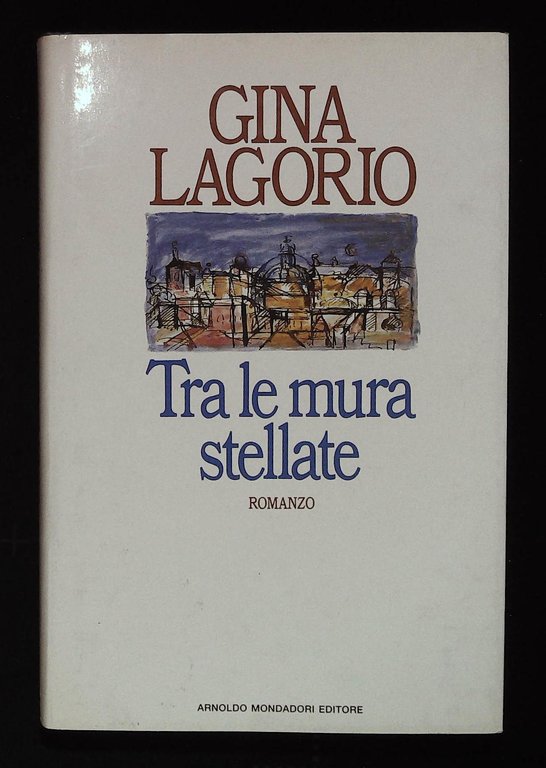 GINA
LAGORIO
Tra le mura
stellate
ROMANZO
ARNOLDO MONDADORI EDITORE